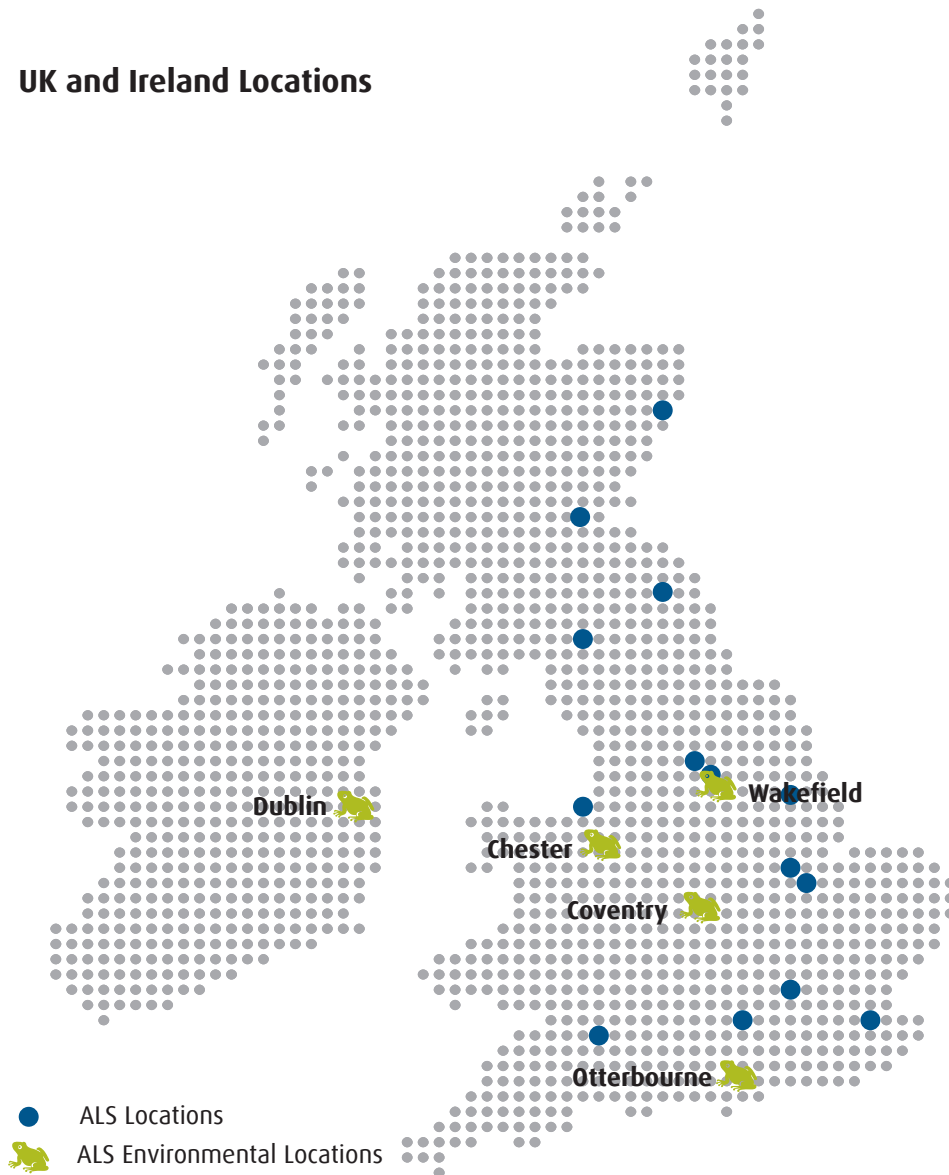 UK and Ireland Locations
Dublin
Wakefield
Chester
Coventry
Otterbourne
ALS Locations
ALS Environmental Locations